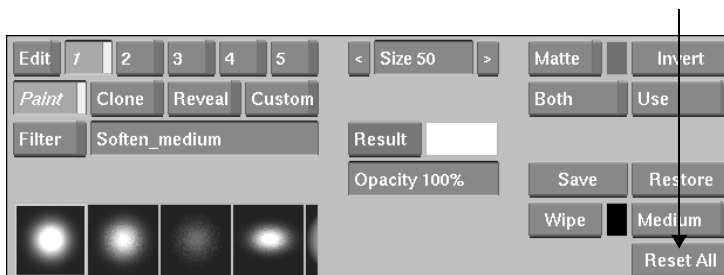 Edit 1 2 3 4 5 < Size 50 > Matte Invert
Paint Clone Reveal Custom Both Use
Filter Soften_medium Result
Opacity 100% Save Restore
Wipe Medium
Reset All